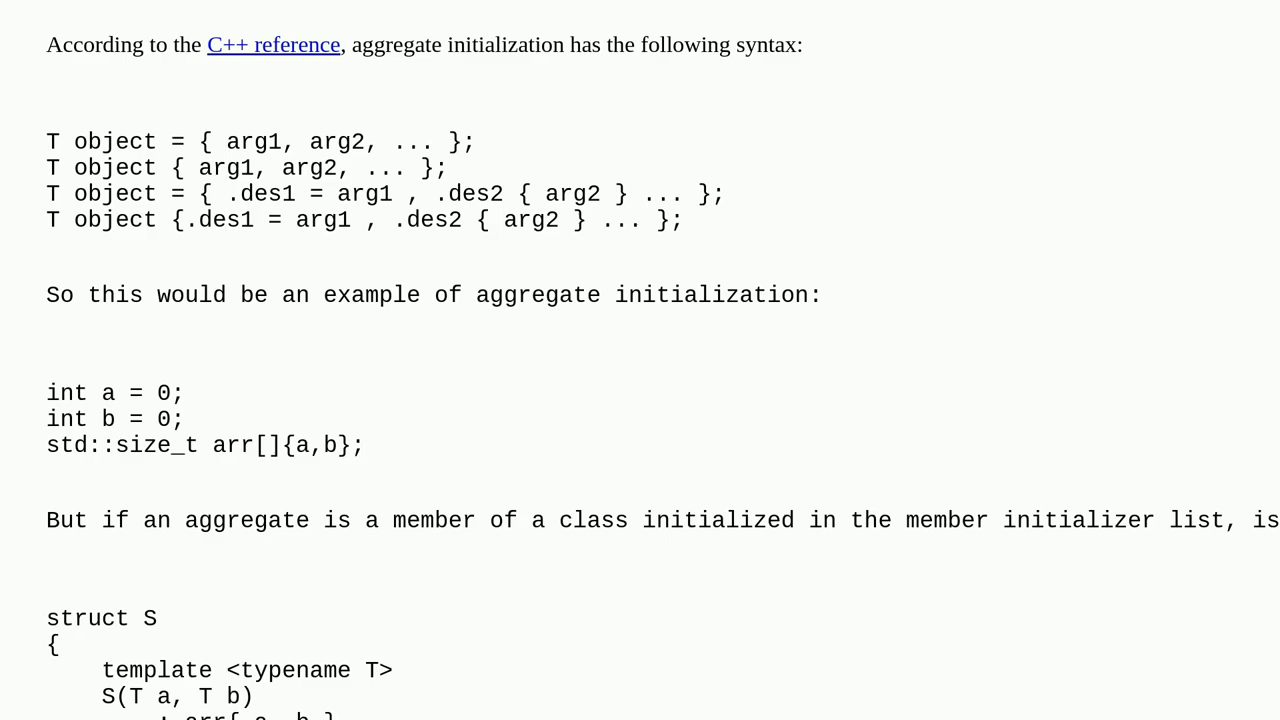 According to the C++ reference, aggregate initialization has the following syntax:
T object = { arg1, arg2, ... };
T object { arg1, arg2, ... };
T object = { .des1 = arg1 , .des2 { arg2 } ... };
T object {.des1 = arg1 , .des2 { arg2 } ... };
So this would be an example of aggregate initialization:
int a = 0;
int b = 0;
std::size_t arr[]{a,b};
But if an aggregate is a member of a class initialized in the member initializer list, is
struct S
{
    template <typename T>
    S(T a, T b)
        : arr{ a, b }